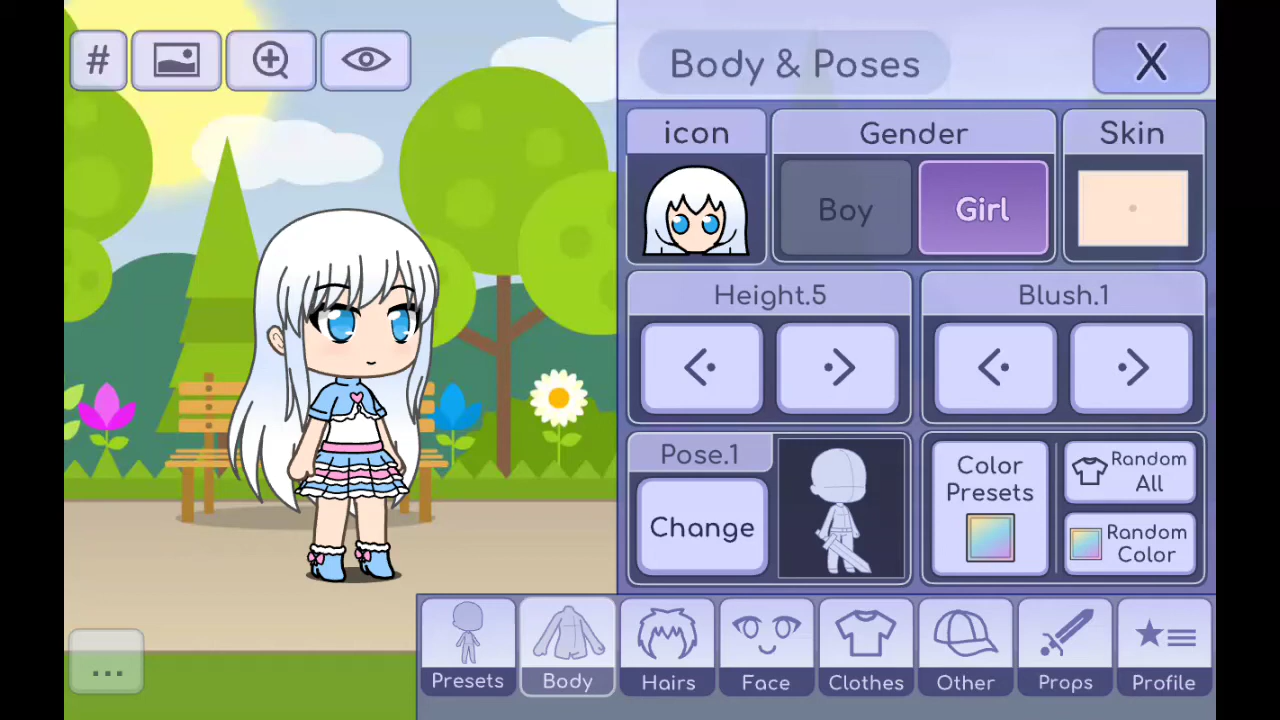 #
Body & Poses
X
icon
Gender
Skin
Boy
Girl
Height.5
Blush.1
Pose.1
Change
Color
Presets
Random
All
Random
Color
...
Presets
Body
Hairs
Face
Clothes
Other
Props
Profile